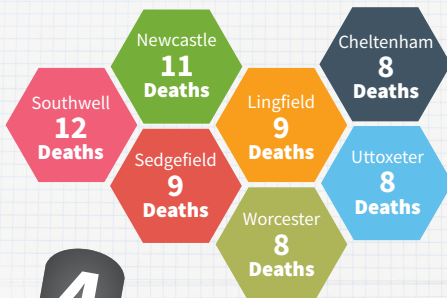 Newcastle
11
Deaths
Cheltenham
8
Deaths
Southwell
12
Deaths
Lingfield
9
Deaths
Sedgefield
9
Deaths
Uttoxeter
8
Deaths
Worcester
8
Deaths
4